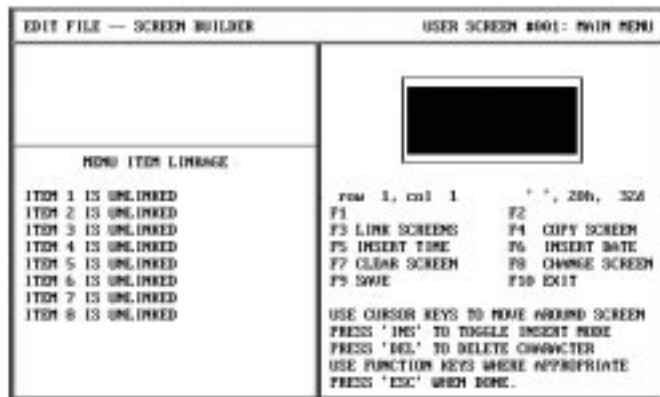 EDIT FILE -- SCREEN BUILDER
USER SCREEN #001: MAIN MENU
MENU ITEM LINKAGE
ITEM 1 IS UNLINKED
ITEM 2 IS UNLINKED
ITEM 3 IS UNLINKED
ITEM 4 IS UNLINKED
ITEM 5 IS UNLINKED
ITEM 6 IS UNLINKED
ITEM 7 IS UNLINKED
ITEM 8 IS UNLINKED
row 1, col 1 ' ', 20h, 32d
F1 F2
F3 LINK SCREENS F4 COPY SCREEN
F5 INSERT TIME F6 INSERT DATE
F7 CLEAR SCREEN F8 CHANGE SCREEN
F9 SAVE F10 EXIT
USE CURSOR KEYS TO MOVE AROUND SCREEN
PRESS 'INS' TO TOGGLE INSERT MODE
PRESS 'DEL' TO DELETE CHARACTER
USE FUNCTION KEYS WHERE APPROPRIATE
PRESS 'ESC' WHEN DONE.